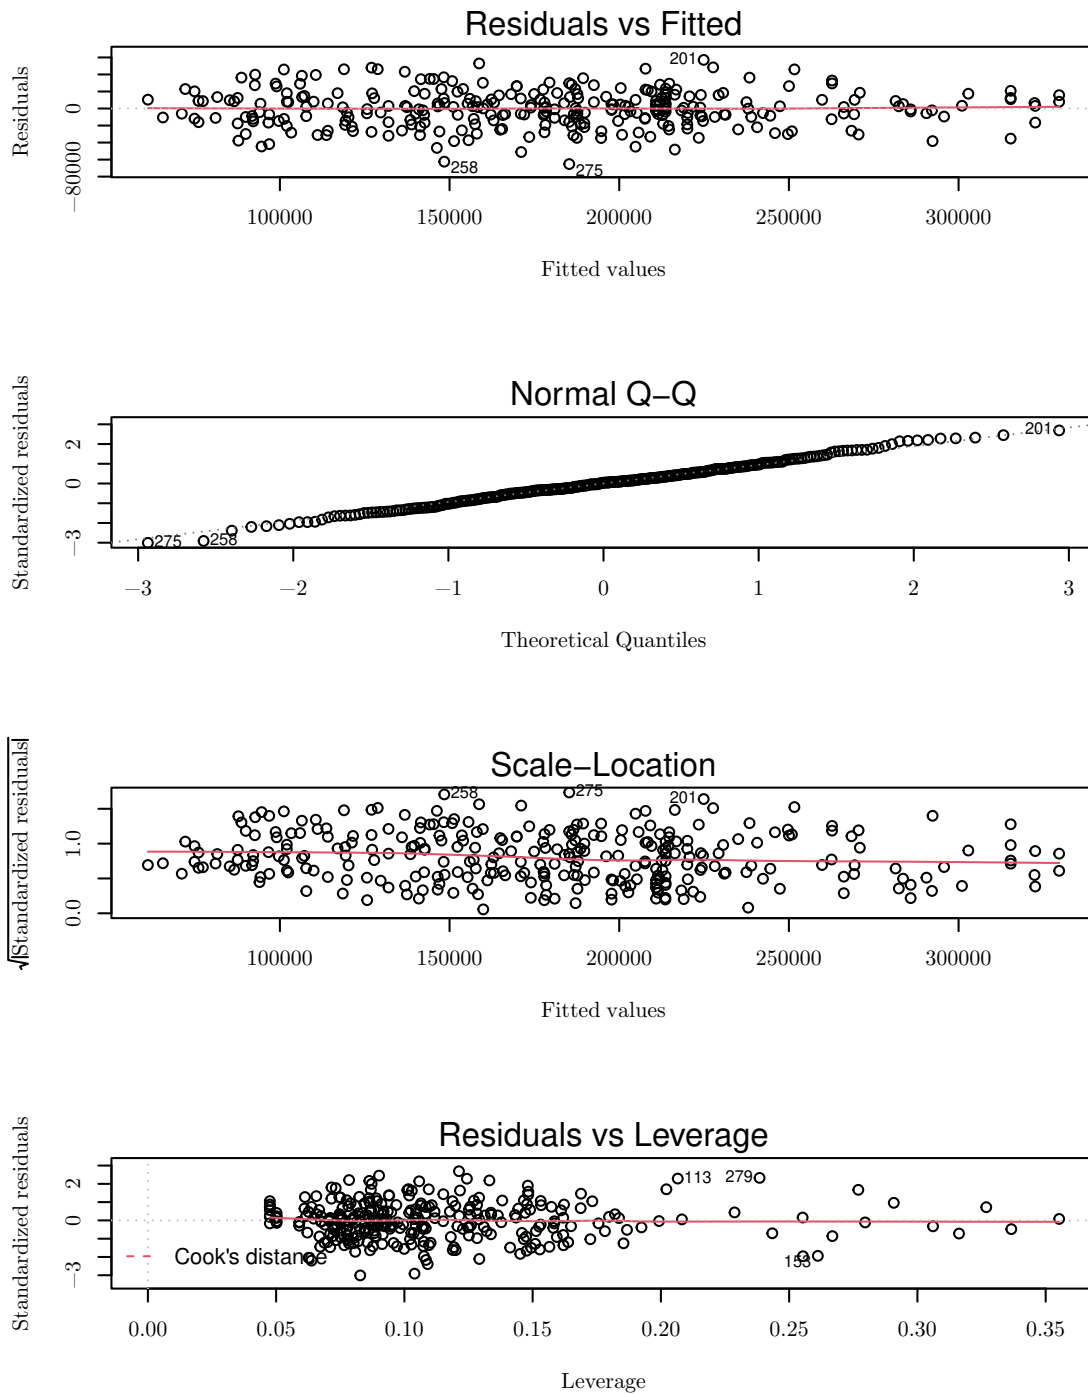 Residuals vs Fitted
Residuals
0
−80000
201
258
275
100000 150000 200000 250000 300000
Fitted values
Normal Q−Q
Standardized residuals
2
0
−3
201
275
258
−3 −2 −1 0 1 2 3
Theoretical Quantiles
Scale−Location
√|Standardized residuals|
1.0
0.0
258
275
201
100000 150000 200000 250000 300000
Fitted values
Residuals vs Leverage
Standardized residuals
2
0
−3
113
279
153
Cook's distance
0.00 0.05 0.10 0.15 0.20 0.25 0.30 0.35
Leverage